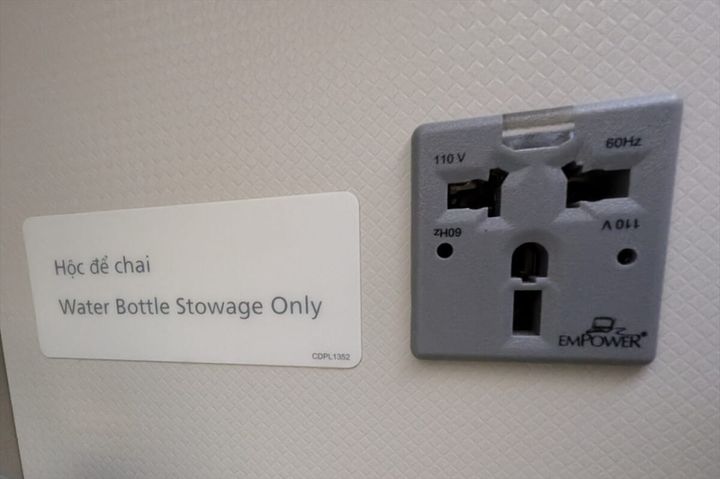 Hộc để chai
Water Bottle Stowage Only
CDPL1352
110 V
60Hz
60Hz
110 V
EMPOWER®